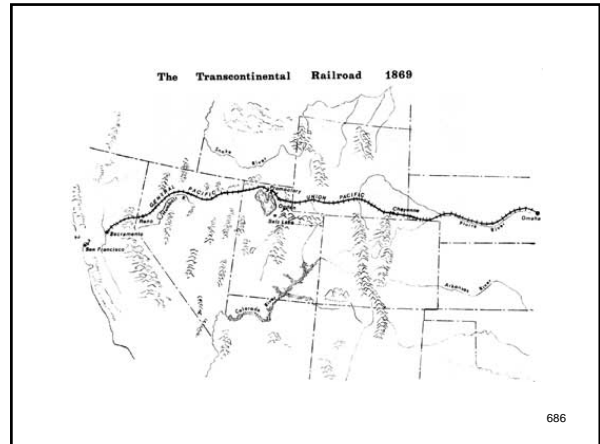 The Transcontinental Railroad 1869
Snake River
CENTRAL PACIFIC
Promontory
UNION PACIFIC
Ogden
Salt Lake
Cheyenne
Platte River
Omaha
Reno
Sacramento
San Francisco
Colorado River
Arkansas River
686